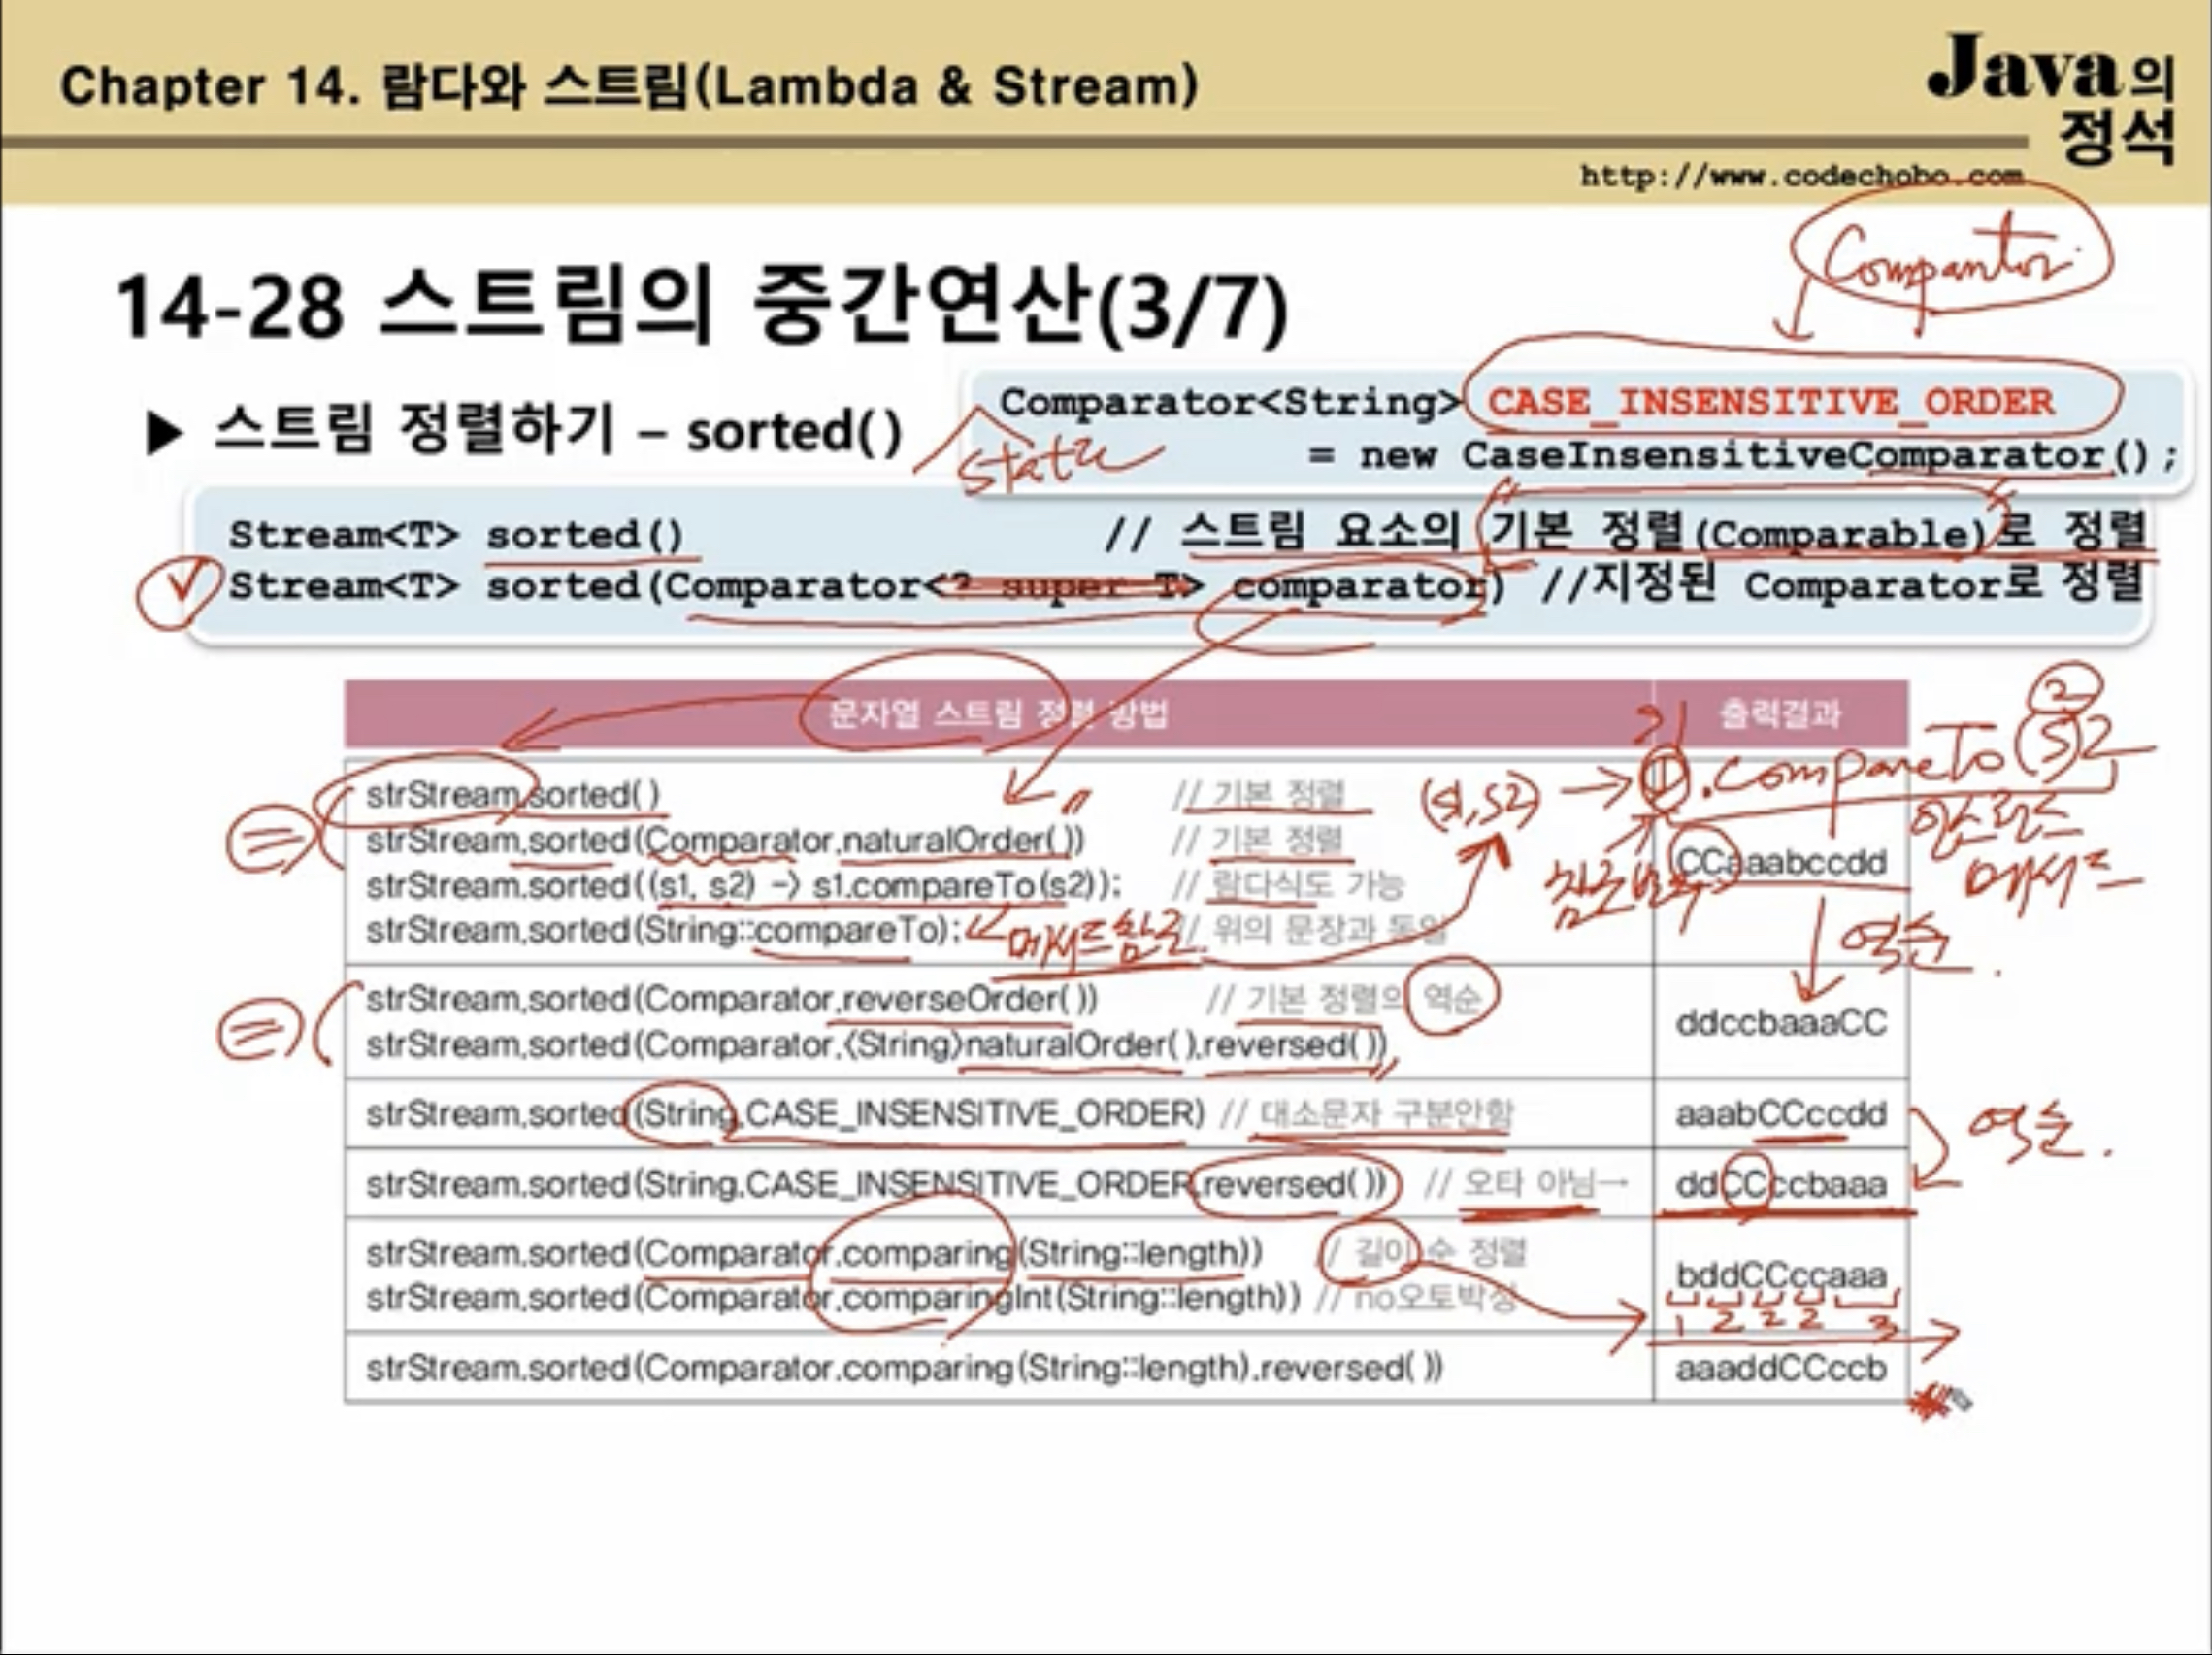 Chapter 14. 람다와 스트림(Lambda & Stream)
Java의
정석
http://www.codechobo.com
14-28 스트림의 중간연산(3/7)
Comparator
▶ 스트림 정렬하기 – sorted()
Comparator<String> CASE_INSENSITIVE_ORDER
= new CaseInsensitiveComparator();
static
Stream<T> sorted() // 스트림 요소의 기본 정렬(Comparable)로 정렬
Stream<T> sorted(Comparator<? super T> comparator) //지정된 Comparator로 정렬
문자열 스트림 정렬 방법 출력결과
strStream.sorted() // 기본 정렬
(s1, s2) → .compareTo(s)2
② ①
= strStream.sorted(Comparator.naturalOrder()) // 기본 정렬
strStream.sorted((s1, s2) -> s1.compareTo(s2)); // 람다식도 가능
strStream.sorted(String::compareTo); // 위의 문장과 동일
CCaaabccdd
메서드참조
참조변수
메서드
역순.
= strStream.sorted(Comparator.reverseOrder()) // 기본 정렬의 역순
strStream.sorted(Comparator.<String>naturalOrder().reversed())
ddccbaaaCC
strStream.sorted(String.CASE_INSENSITIVE_ORDER) // 대소문자 구분안함 aaabCCccdd
역순.
strStream.sorted(String.CASE_INSENSITIVE_ORDER.reversed()) // 오타 아님→ ddCCccbaaa
strStream.sorted(Comparator.comparing(String::length)) // 길이 순 정렬
strStream.sorted(Comparator.comparingInt(String::length)) // no오토박싱
bddCCccaaa
1 2 2 2 3
strStream.sorted(Comparator.comparing(String::length).reversed()) aaaddCCccb